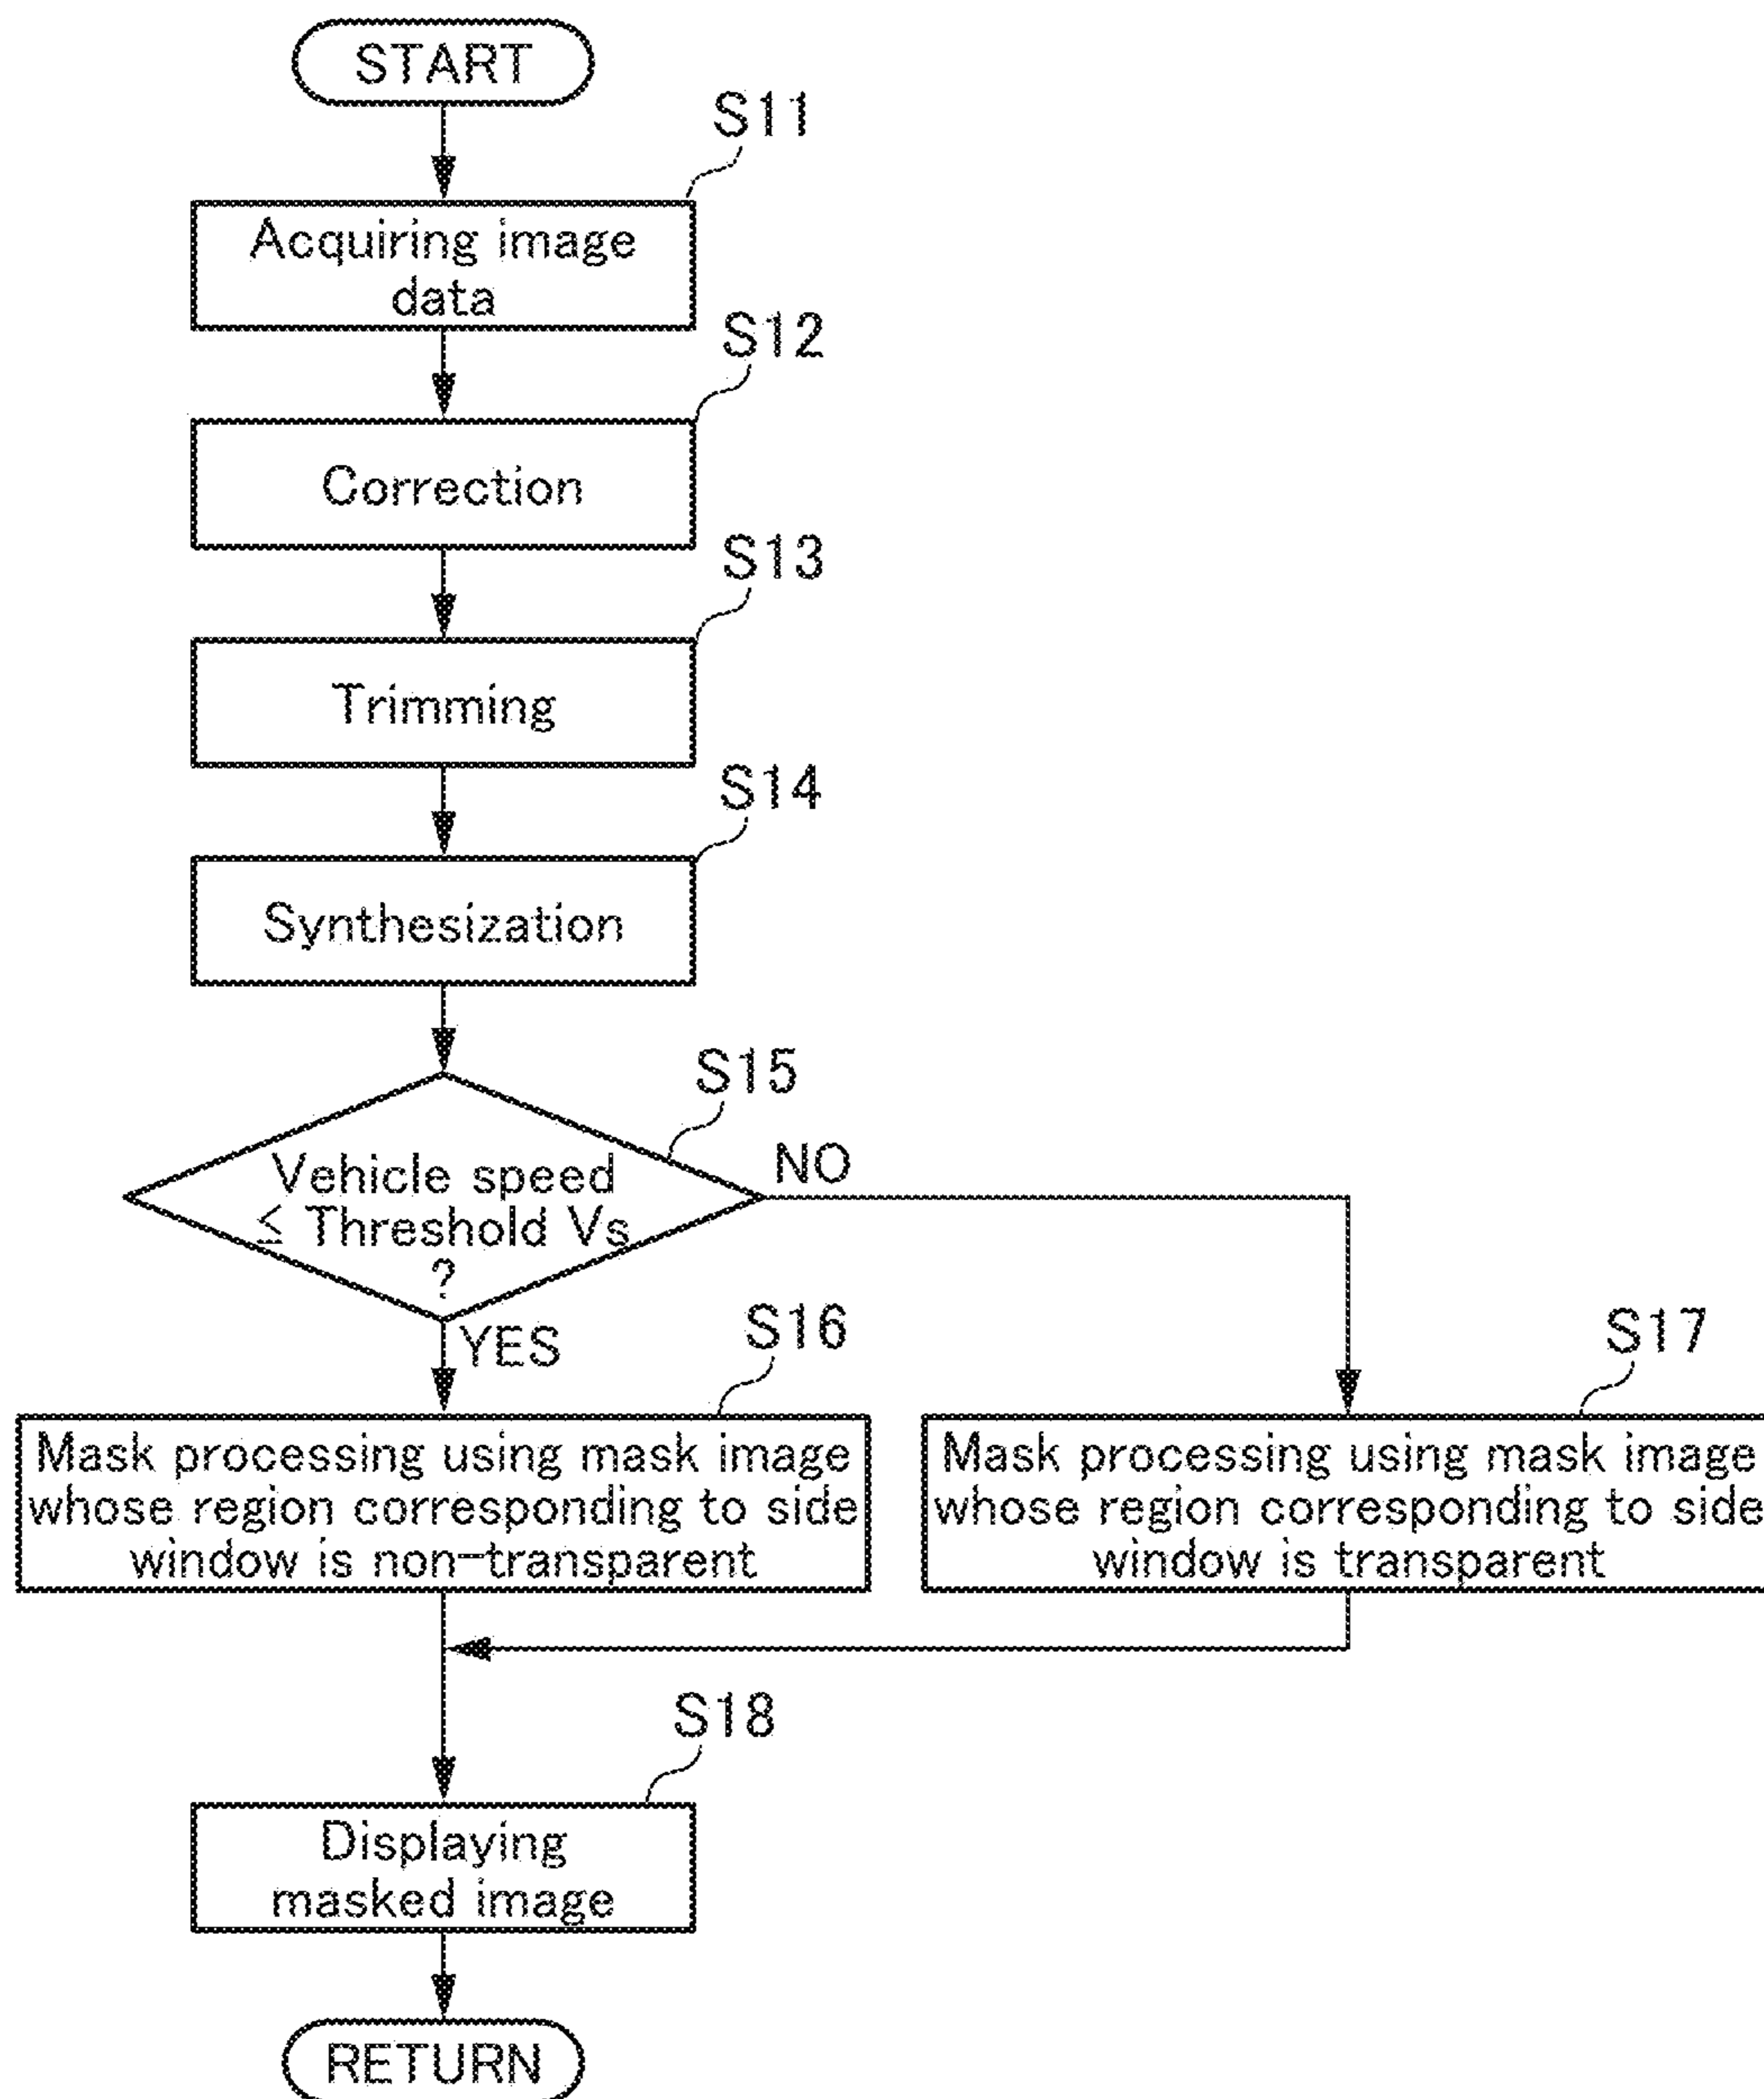 START
S11
Acquiring image
data
S12
Correction
S13
Trimming
S14
Synthesization
S15
Vehicle speed
≦ Threshold Vs
?
NO
YES
S16
Mask processing using mask image
whose region corresponding to side
window is non-transparent
S17
Mask processing using mask image
whose region corresponding to side
window is transparent
S18
Displaying
masked image
RETURN